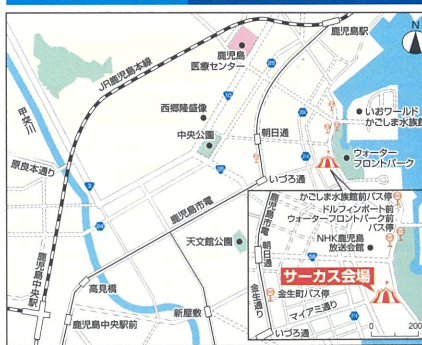 鹿児島駅
N
JR鹿児島本線
鹿児島
医療センター
西郷隆盛像
中央公園
朝日通
いおワールド
かごしま水族館
ウォーター
フロントパーク
甲突川
原良本通り
いづろ通
鹿児島市電
天文館公園
高見橋
鹿児島中央駅
鹿児島中央駅前
新屋敷
かごしま水族館前バス停
ドルフィンポート前
ウォーターフロントパーク前
バス停
鹿児島市電
朝日通
NHK鹿児島
放送会館
サーカス会場
金生通り
金生町バス停
マイアミ通り
いづろ通
0
200